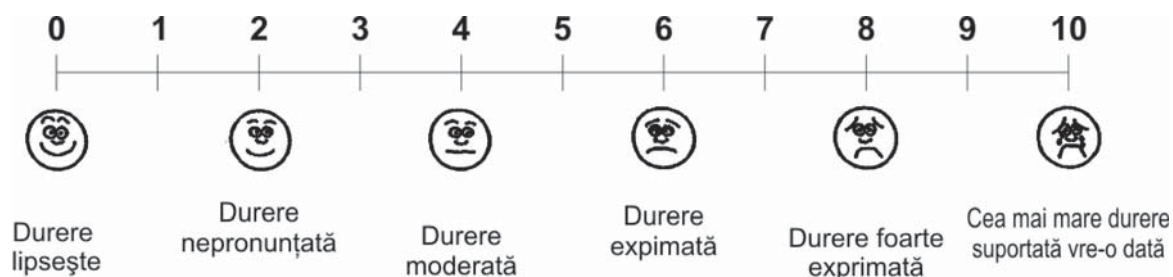 0 1 2 3 4 5 6 7 8 9 10
Durere
lipsește
Durere
nepronunțată
Durere
moderată
Durere
expimată
Durere foarte
exprimată
Cea mai mare durere
suportată vre-o dată